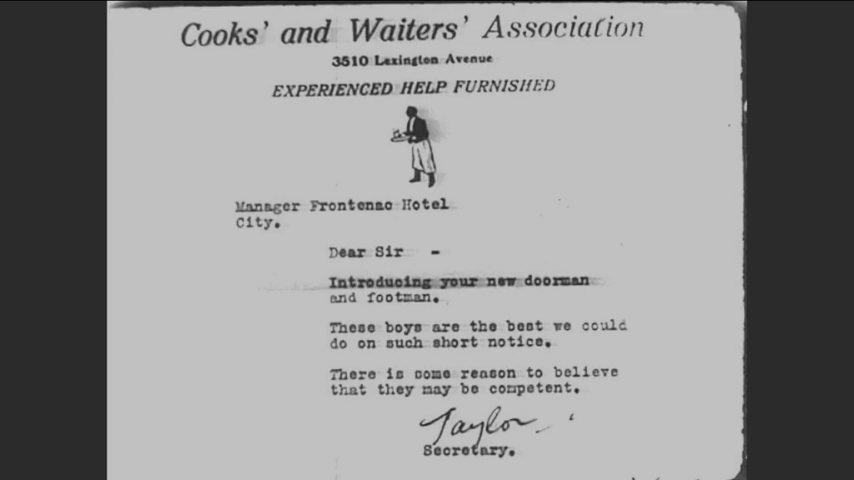 Cooks' and Waiters' Association
3510 Lexington Avenue
EXPERIENCED HELP FURNISHED
Manager Frontenac Hotel
City.
Dear Sir -
Introducing your new doorman
and footman.
These boys are the best we could
do on such short notice.
There is some reason to believe
that they may be competent.
Taylor
Secretary.